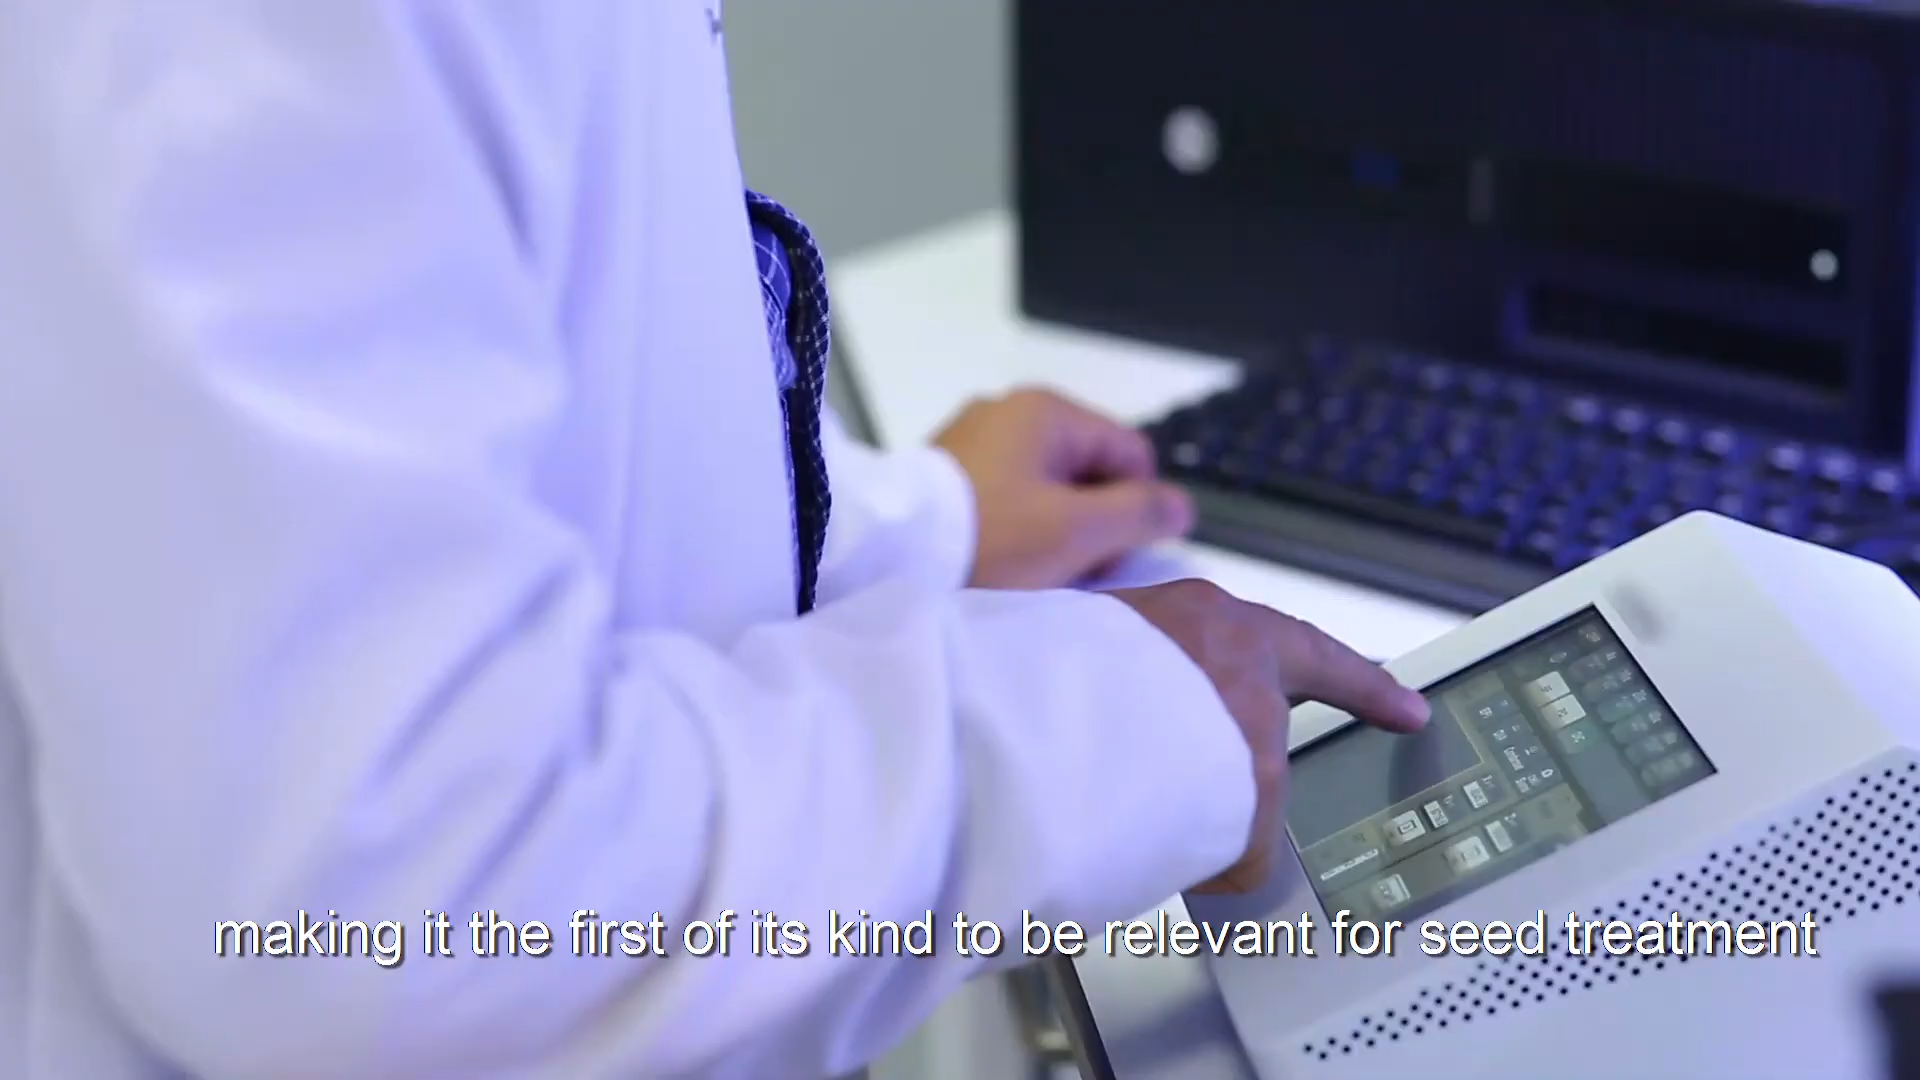 making it the first of its kind to be relevant for seed treatment